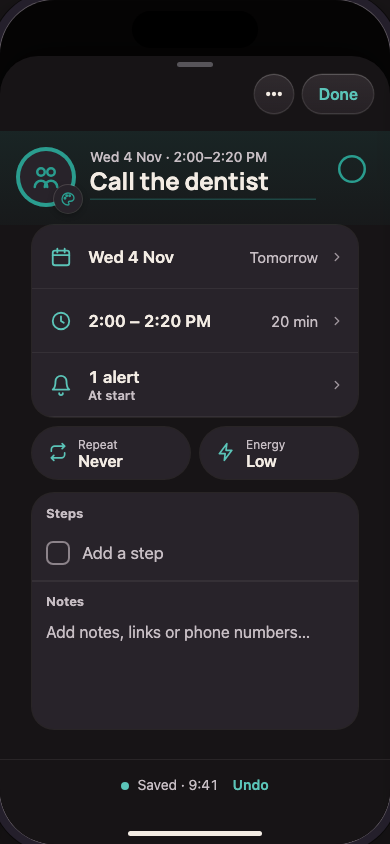 Done
Wed 4 Nov · 2:00–2:20 PM
Call the dentist
Wed 4 Nov
Tomorrow
2:00 – 2:20 PM
20 min
1 alert
At start
Repeat
Never
Energy
Low
Steps
Add a step
Notes
Add notes, links or phone numbers...
Saved · 9:41
Undo